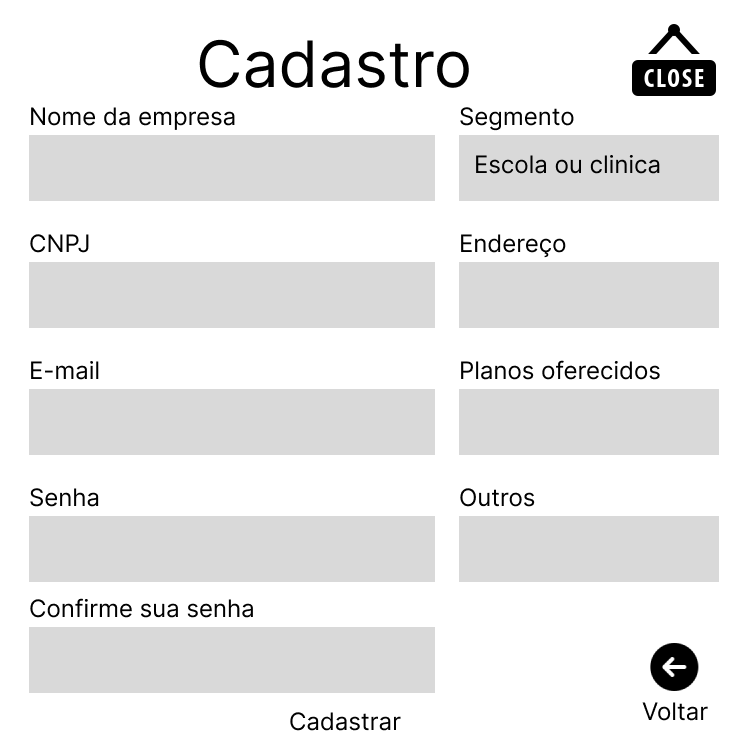 Cadastro
CLOSE
Nome da empresa
Segmento
Escola ou clinica
CNPJ
Endereço
E-mail
Planos oferecidos
Senha
Outros
Confirme sua senha
Voltar
Cadastrar